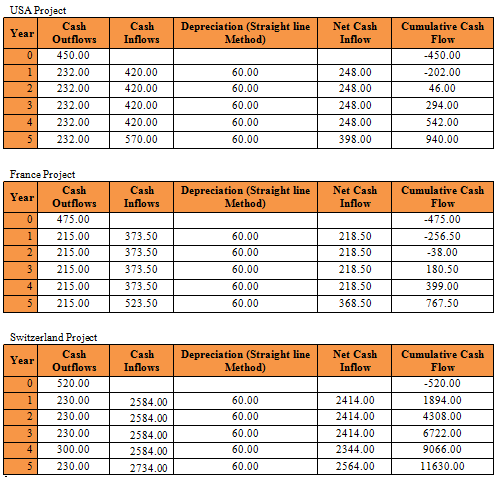 USA Project
Year Cash Outflows Cash Inflows Depreciation (Straight line Method) Net Cash Inflow Cumulative Cash Flow
0 450.00 -450.00
1 232.00 420.00 60.00 248.00 -202.00
2 232.00 420.00 60.00 248.00 46.00
3 232.00 420.00 60.00 248.00 294.00
4 232.00 420.00 60.00 248.00 542.00
5 232.00 570.00 60.00 398.00 940.00
France Project
Year Cash Outflows Cash Inflows Depreciation (Straight line Method) Net Cash Inflow Cumulative Cash Flow
0 475.00 -475.00
1 215.00 373.50 60.00 218.50 -256.50
2 215.00 373.50 60.00 218.50 -38.00
3 215.00 373.50 60.00 218.50 180.50
4 215.00 373.50 60.00 218.50 399.00
5 215.00 523.50 60.00 368.50 767.50
Switzerland Project
Year Cash Outflows Cash Inflows Depreciation (Straight line Method) Net Cash Inflow Cumulative Cash Flow
0 520.00 -520.00
1 230.00 2584.00 60.00 2414.00 1894.00
2 230.00 2584.00 60.00 2414.00 4308.00
3 230.00 2584.00 60.00 2414.00 6722.00
4 300.00 2584.00 60.00 2344.00 9066.00
5 230.00 2734.00 60.00 2564.00 11630.00